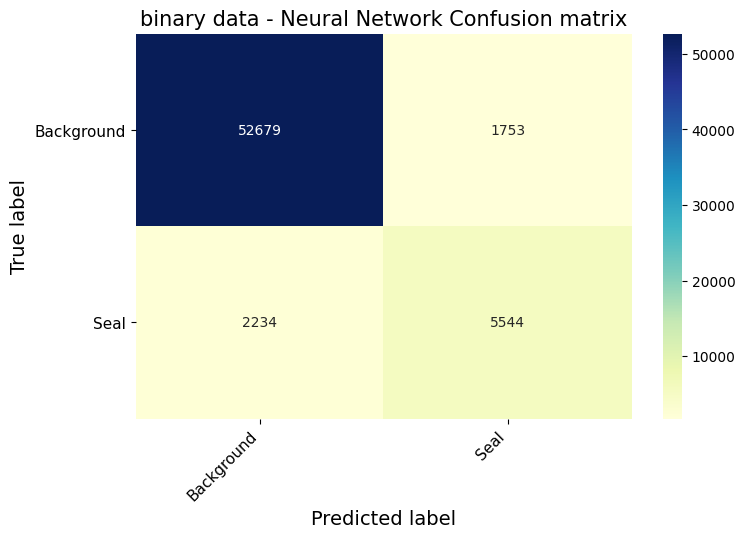 binary data - Neural Network Confusion matrix
True label
Background
52679
1753
Seal
2234
5544
50000
40000
30000
20000
10000
Background
Seal
Predicted label